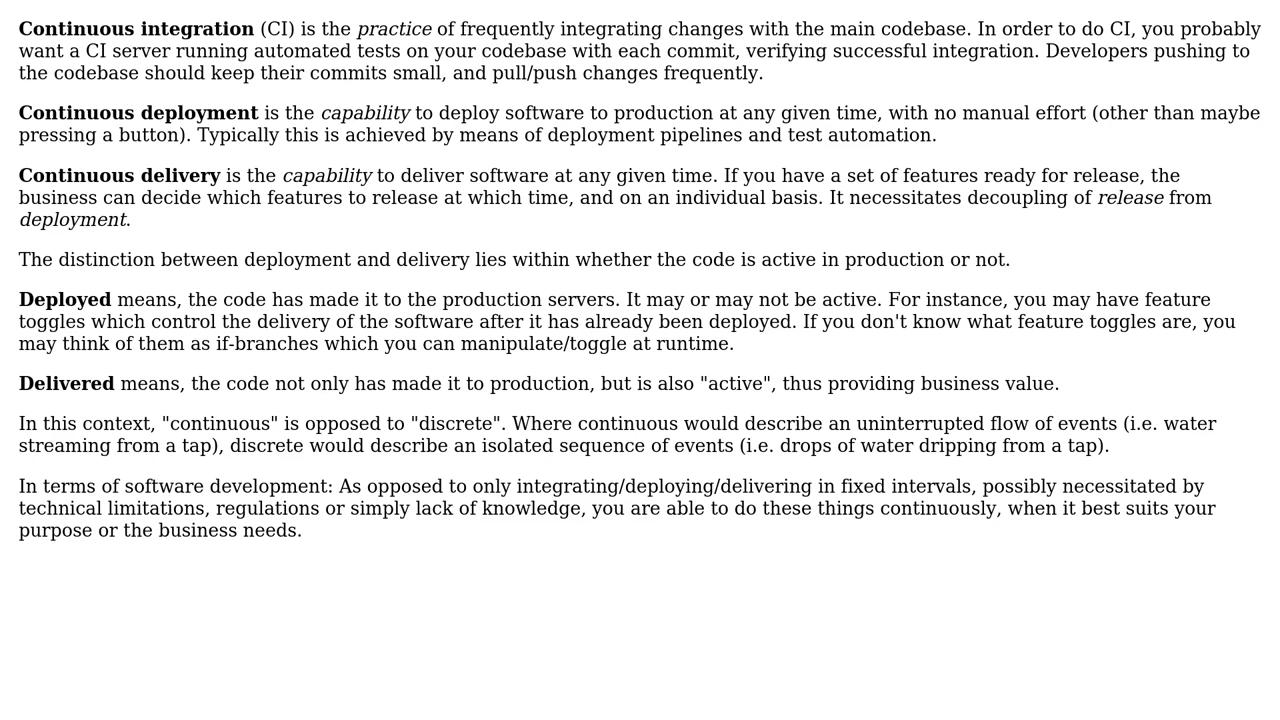 Continuous integration (CI) is the practice of frequently integrating changes with the main codebase. In order to do CI, you probably
want a CI server running automated tests on your codebase with each commit, verifying successful integration. Developers pushing to
the codebase should keep their commits small, and pull/push changes frequently.
Continuous deployment is the capability to deploy software to production at any given time, with no manual effort (other than maybe
pressing a button). Typically this is achieved by means of deployment pipelines and test automation.
Continuous delivery is the capability to deliver software at any given time. If you have a set of features ready for release, the
business can decide which features to release at which time, and on an individual basis. It necessitates decoupling of release from
deployment.
The distinction between deployment and delivery lies within whether the code is active in production or not.
Deployed means, the code has made it to the production servers. It may or may not be active. For instance, you may have feature
toggles which control the delivery of the software after it has already been deployed. If you don't know what feature toggles are, you
may think of them as if-branches which you can manipulate/toggle at runtime.
Delivered means, the code not only has made it to production, but is also "active", thus providing business value.
In this context, "continuous" is opposed to "discrete". Where continuous would describe an uninterrupted flow of events (i.e. water
streaming from a tap), discrete would describe an isolated sequence of events (i.e. drops of water dripping from a tap).
In terms of software development: As opposed to only integrating/deploying/delivering in fixed intervals, possibly necessitated by
technical limitations, regulations or simply lack of knowledge, you are able to do these things continuously, when it best suits your
purpose or the business needs.